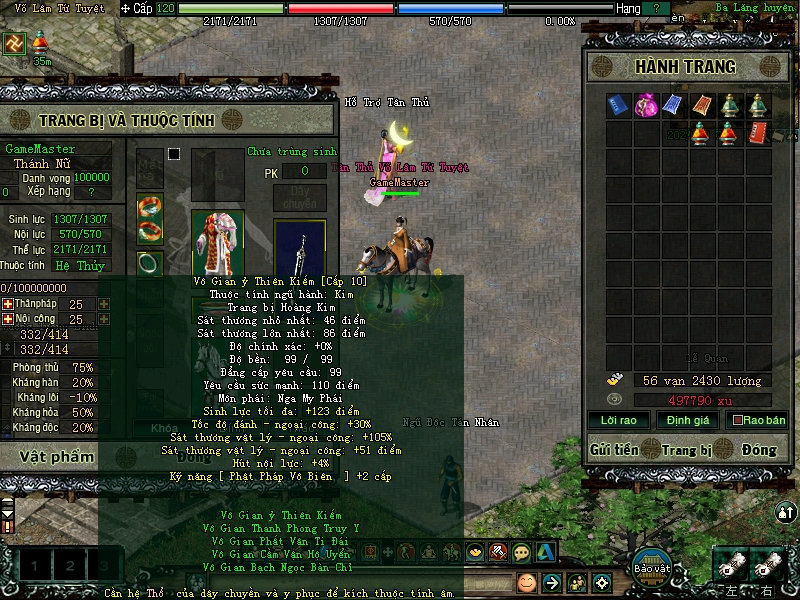 Võ Lâm Tứ Tuyệt
Cấp 120
2171/2171
1307/1307
570/570
0.00%
Hạng ?
Ba Lăng huyện
35m
TRANG BỊ VÀ THUỘC TÍNH
GameMaster
Thánh Nữ
Danh vọng 100000
0 Xếp hạng ?
Sinh lực 1307/1307
Nội lực 570/570
Thể lực 2171/2171
Thuộc tính Hệ Thủy
0/100000000
Thân pháp 25
Nội công 25
332/414
332/414
Phòng thủ 75%
Kháng hàn 20%
Kháng lôi -10%
Kháng hỏa 50%
Kháng độc 20%
Vật phẩm
Chưa trùng sinh
PK 0
Dây chuyền
Khóa
Đóng
Hỗ Trợ Tân Thủ
Tân Thủ Võ Lâm Tứ Tuyệt
GameMaster
Ngũ Độc Tân Nhân
Vô Gian ỷ Thiên Kiếm [Cấp 10]
Thuộc tính ngũ hành: Kim
Trang bị Hoàng Kim
Sát thương nhỏ nhất: 46 điểm
Sát thương lớn nhất: 86 điểm
Độ chính xác: +0%
Độ bền: 99 / 99
Đẳng cấp yêu cầu: 99
Yêu cầu sức mạnh: 110 điểm
Môn phái: Nga My Phái
Sinh lực tối đa: +123 điểm
Tốc độ đánh - ngoại công: +30%
Sát thương vật lý - ngoại công: +105%
Sát thương vật lý - ngoại công: +51 điểm
Hút nội lực: +4%
Kỹ năng [ Phật Pháp Vô Biên ] +2 cấp
Vô Gian ỷ Thiên Kiếm
Vô Gian Thanh Phong Truy Y
Vô Gian Phất Vân Ti Đái
Vô Gian Cầm Vận Hộ Uyển
Vô Gian Bạch Ngọc Bàn Chỉ
Cần hệ Thổ của dây chuyền và y phục để kích thuộc tính ẩm.
HÀNH TRANG
Lễ Quan
56 vạn 2430 lượng
497790 xu
Lời rao
Định giá
Rao bán
Gửi tiền
Trang bị
Đóng
1 2 3
Bảo vật
左 右